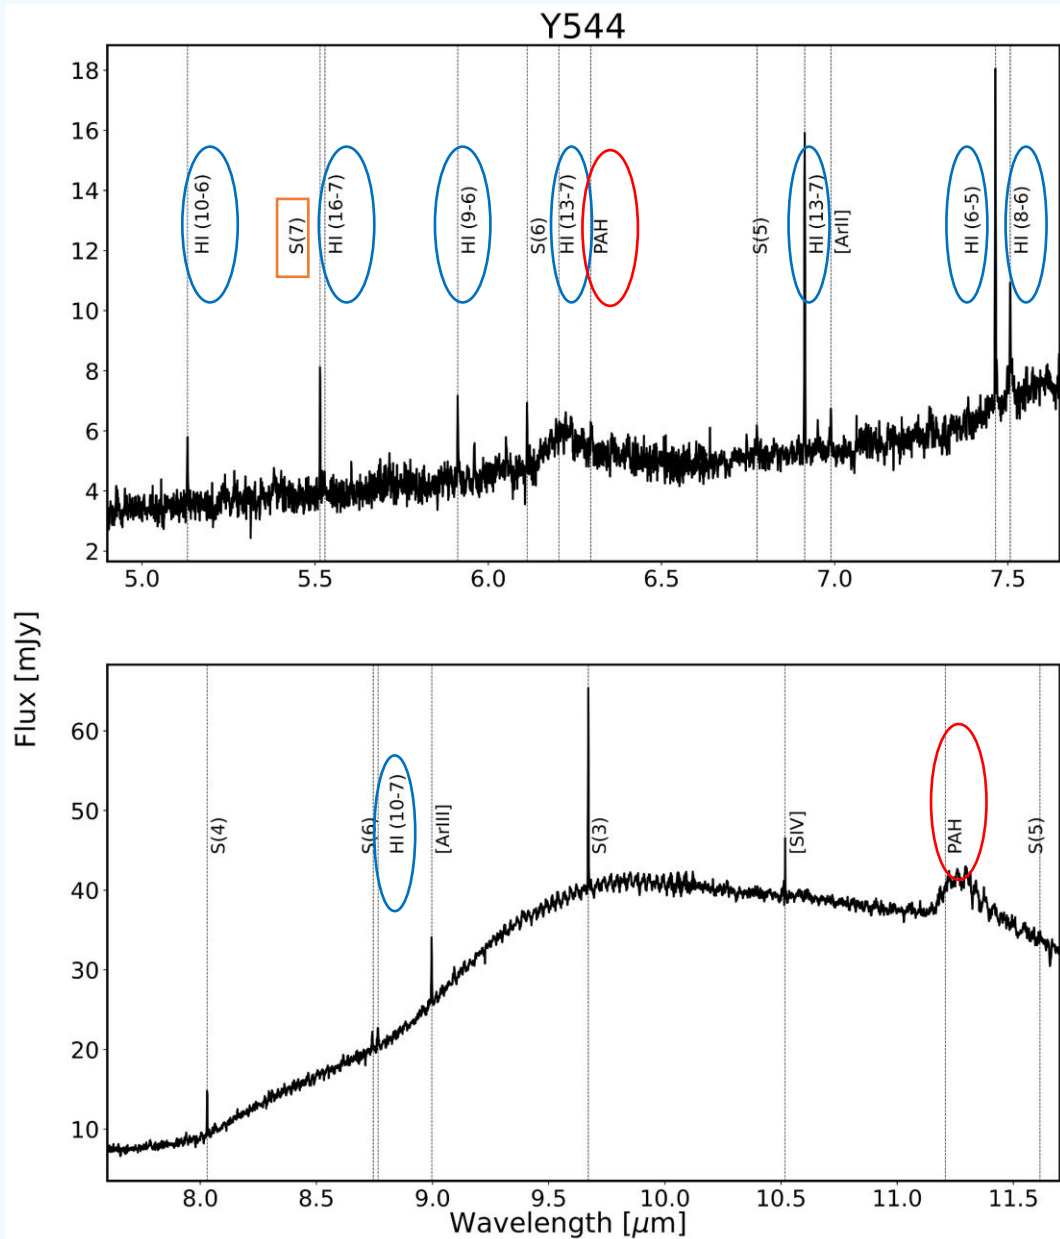 Y544
18
16
14
12
10
8
6
4
2
HI (10-6)
S(7)
HI (16-7)
HI (9-6)
S(6)
HI (13-7)
PAH
S(5)
HI (13-7)
[ArII]
HI (6-5)
HI (8-6)
5.0 5.5 6.0 6.5 7.0 7.5
Flux [mJy]
60
50
40
30
20
10
S(4)
S(6)
HI (10-7)
[ArIII]
S(3)
[SIV]
PAH
S(5)
8.0 8.5 9.0 9.5 10.0 10.5 11.0 11.5
Wavelength [μm]